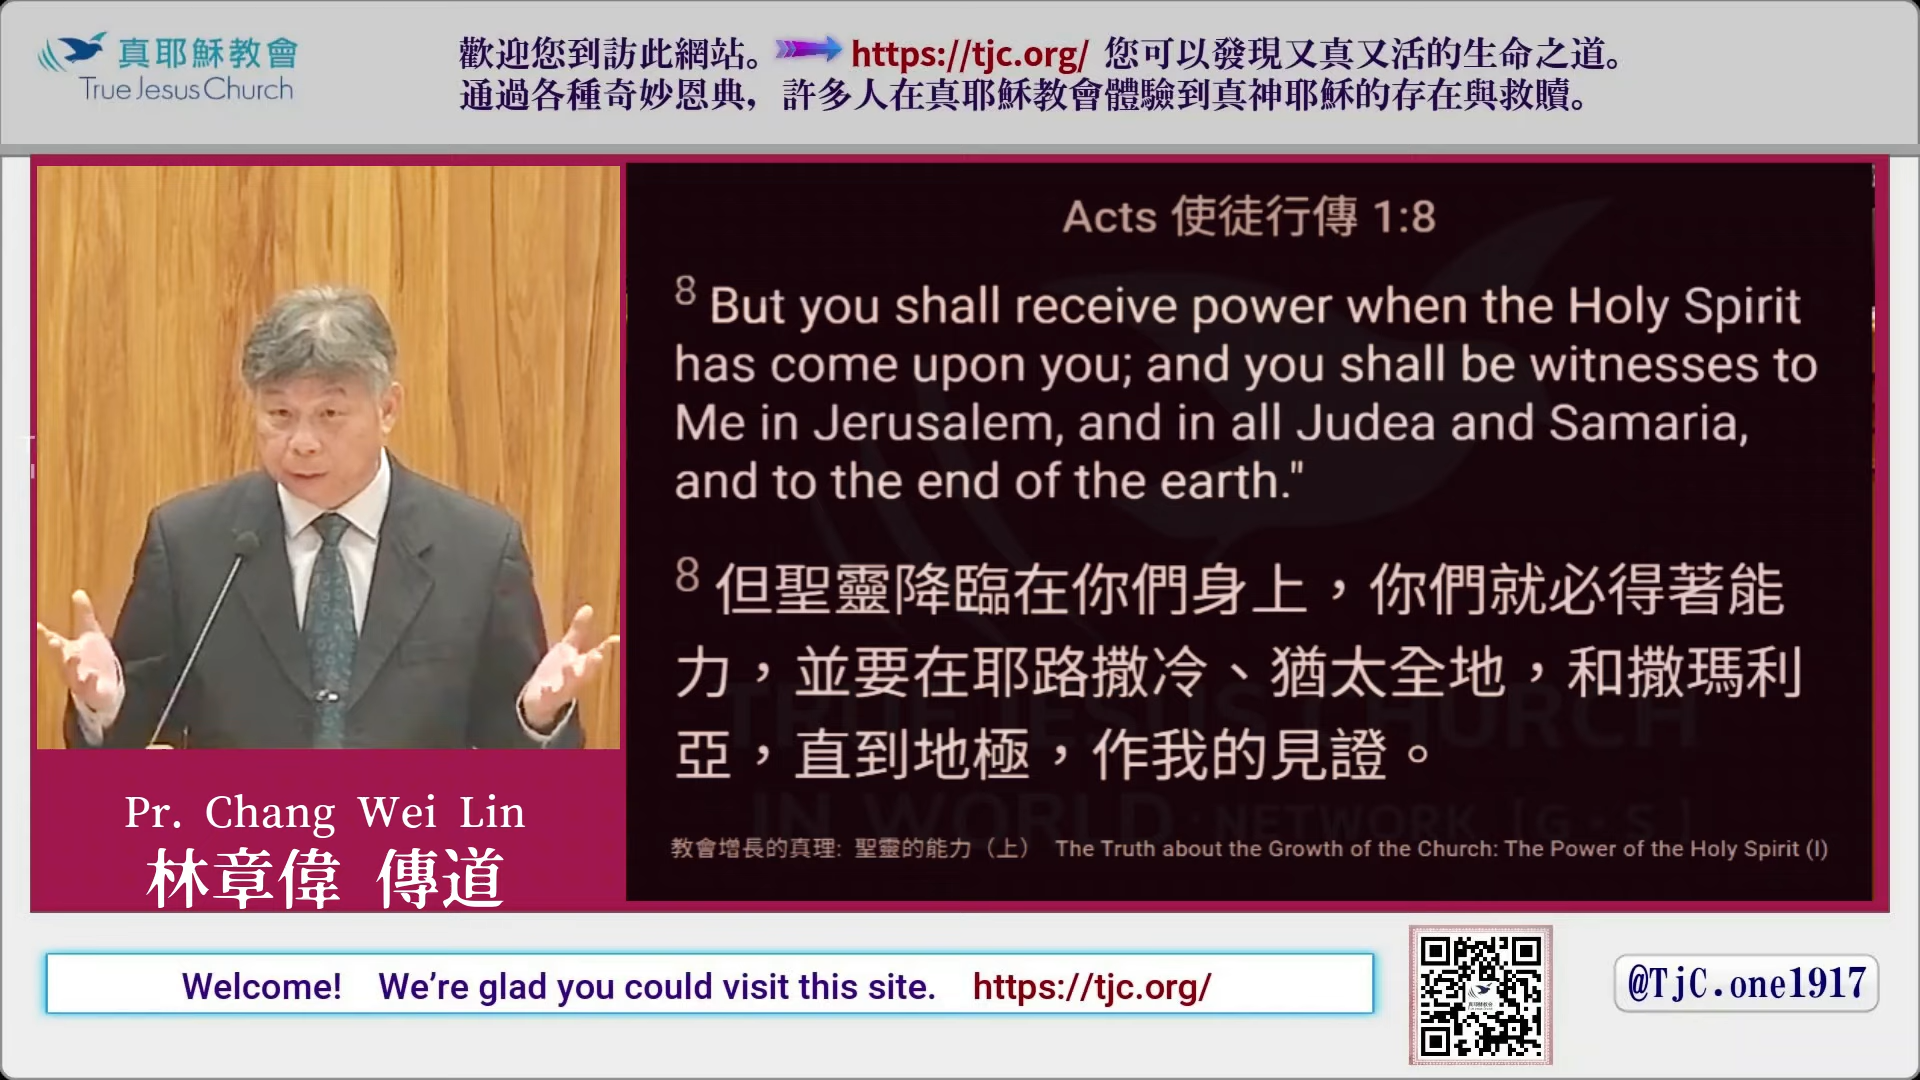 真耶穌教會
True Jesus Church
歡迎您到訪此網站。 https://tjc.org/ 您可以發現又真又活的生命之道。
通過各種奇妙恩典，許多人在真耶穌教會體驗到真神耶穌的存在與救贖。
Acts 使徒行傳 1:8
8 But you shall receive power when the Holy Spirit
has come upon you; and you shall be witnesses to
Me in Jerusalem, and in all Judea and Samaria,
and to the end of the earth."
8 但聖靈降臨在你們身上，你們就必得著能
力，並要在耶路撒冷、猶太全地，和撒瑪利
亞，直到地極，作我的見證。
TRUE JESUS CHURCH
IN WORLD · NETWORK [G · S]
教會增長的真理: 聖靈的能力（上） The Truth about the Growth of the Church: The Power of the Holy Spirit (I)
Pr. Chang Wei Lin
林章偉 傳道
Welcome! We’re glad you could visit this site. https://tjc.org/
@TjC.one1917